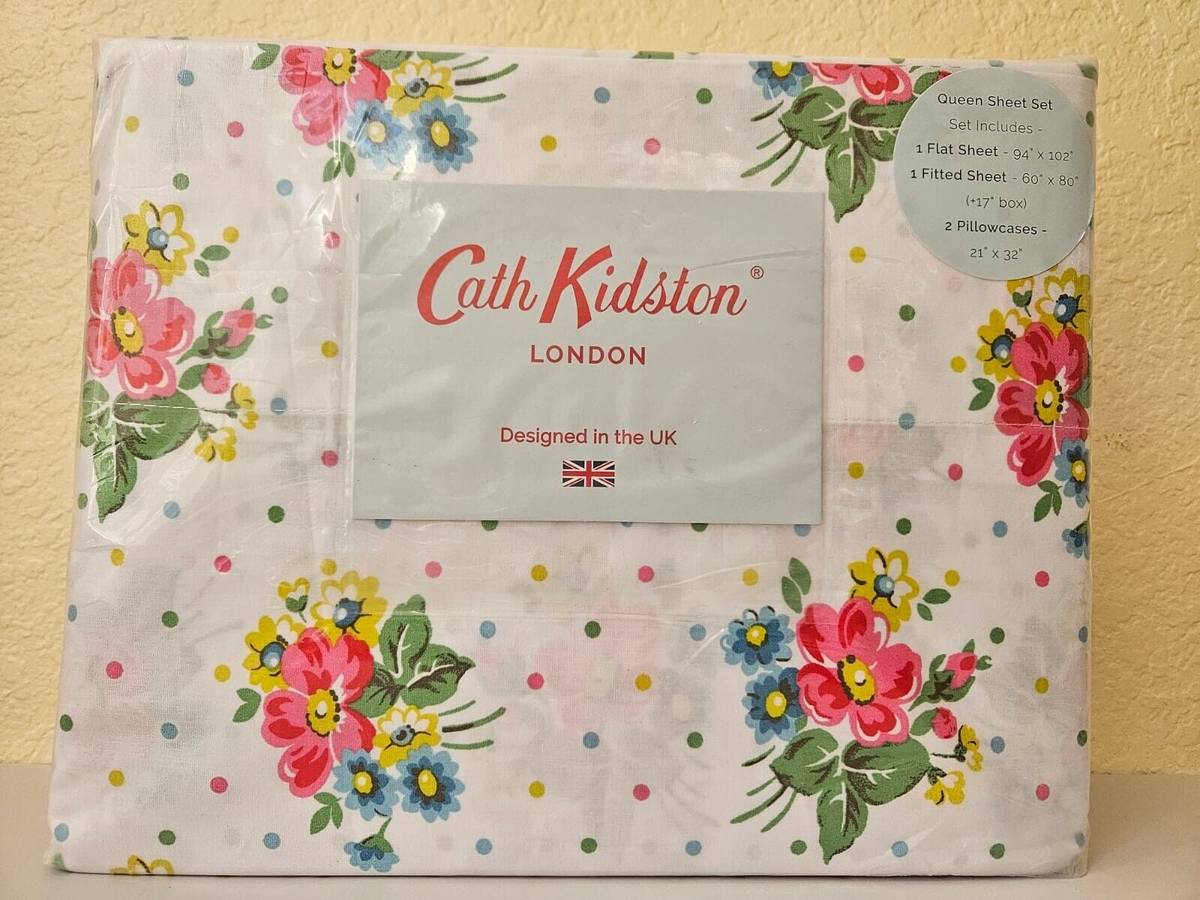 Queen Sheet Set
Set Includes -
1 Flat Sheet - 94" x 102"
1 Fitted Sheet - 60" x 80"
(+17" box)
2 Pillowcases -
21" x 32"
Cath Kidston®
LONDON
Designed in the UK